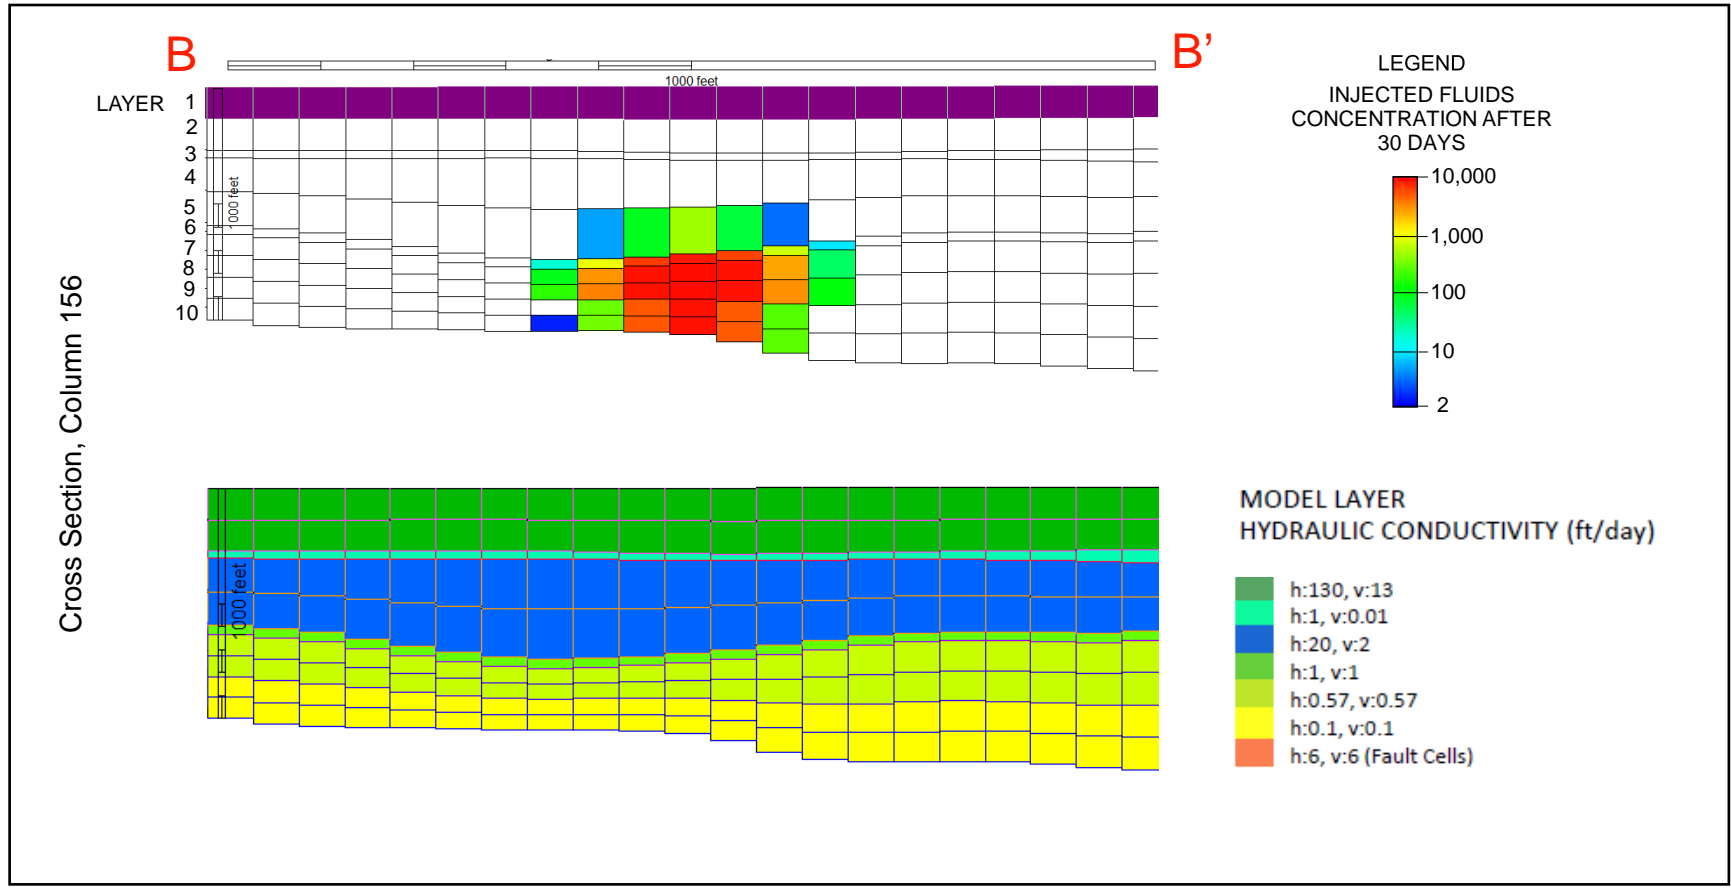 B
B’
1000 feet
LAYER 1
2
3
4
5
6
7
8
9
10
1000 feet
Cross Section, Column 156
LEGEND
INJECTED FLUIDS
CONCENTRATION AFTER
30 DAYS
10,000
1,000
100
10
2
1000 feet
MODEL LAYER
HYDRAULIC CONDUCTIVITY (ft/day)
h:130, v:13
h:1, v:0.01
h:20, v:2
h:1, v:1
h:0.57, v:0.57
h:0.1, v:0.1
h:6, v:6 (Fault Cells)